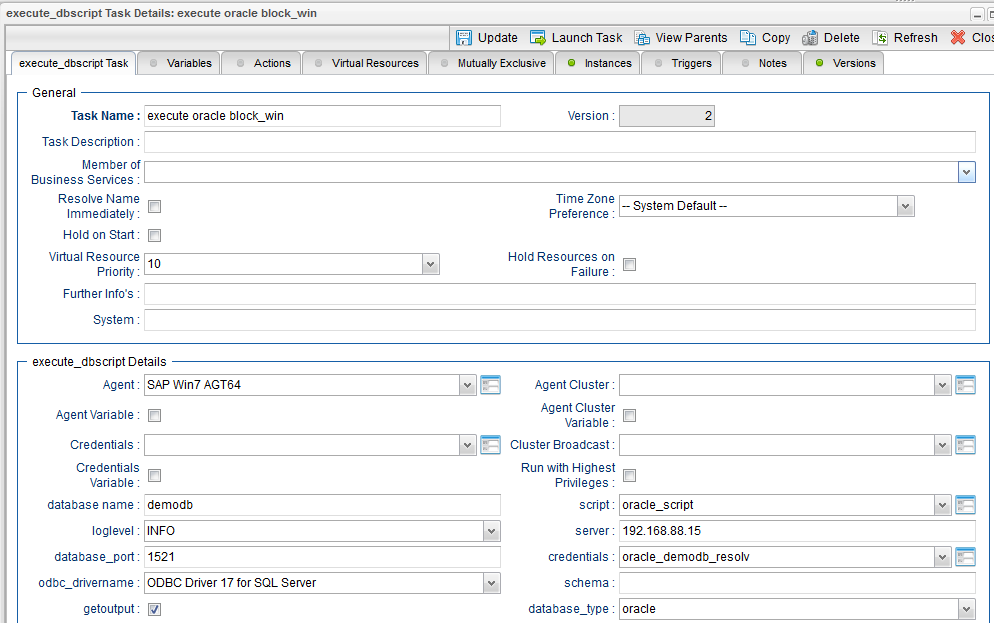 execute_dbscript Task Details: execute oracle block_win
Update Launch Task View Parents Copy Delete Refresh Clos
execute_dbscript Task Variables Actions Virtual Resources Mutually Exclusive Instances Triggers Notes Versions
General
Task Name : execute oracle block_win Version : 2
Task Description :
Member of
Business Services :
Resolve Name
Immediately :
Time Zone
Preference : -- System Default --
Hold on Start :
Virtual Resource
Priority : 10
Hold Resources on
Failure :
Further Info's :
System :
execute_dbscript Details
Agent : SAP Win7 AGT64 Agent Cluster :
Agent Variable :
Agent Cluster
Variable :
Credentials : Cluster Broadcast :
Credentials
Variable :
Run with Highest
Privileges :
database name : demodb script : oracle_script
loglevel : INFO server : 192.168.88.15
database_port : 1521 credentials : oracle_demodb_resolv
odbc_drivername : ODBC Driver 17 for SQL Server schema :
getoutput : database_type : oracle